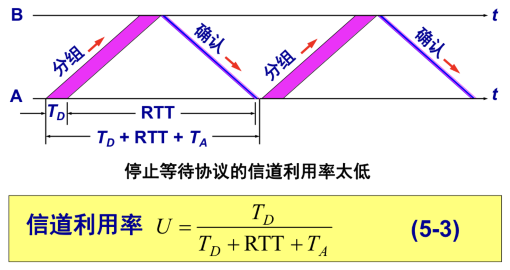 B t
分组 确认 分组 确认
A t
T_D RTT
T_D + RTT + T_A
停止等待协议的信道利用率太低
信道利用率 U = T_D / (T_D + RTT + T_A) (5-3)